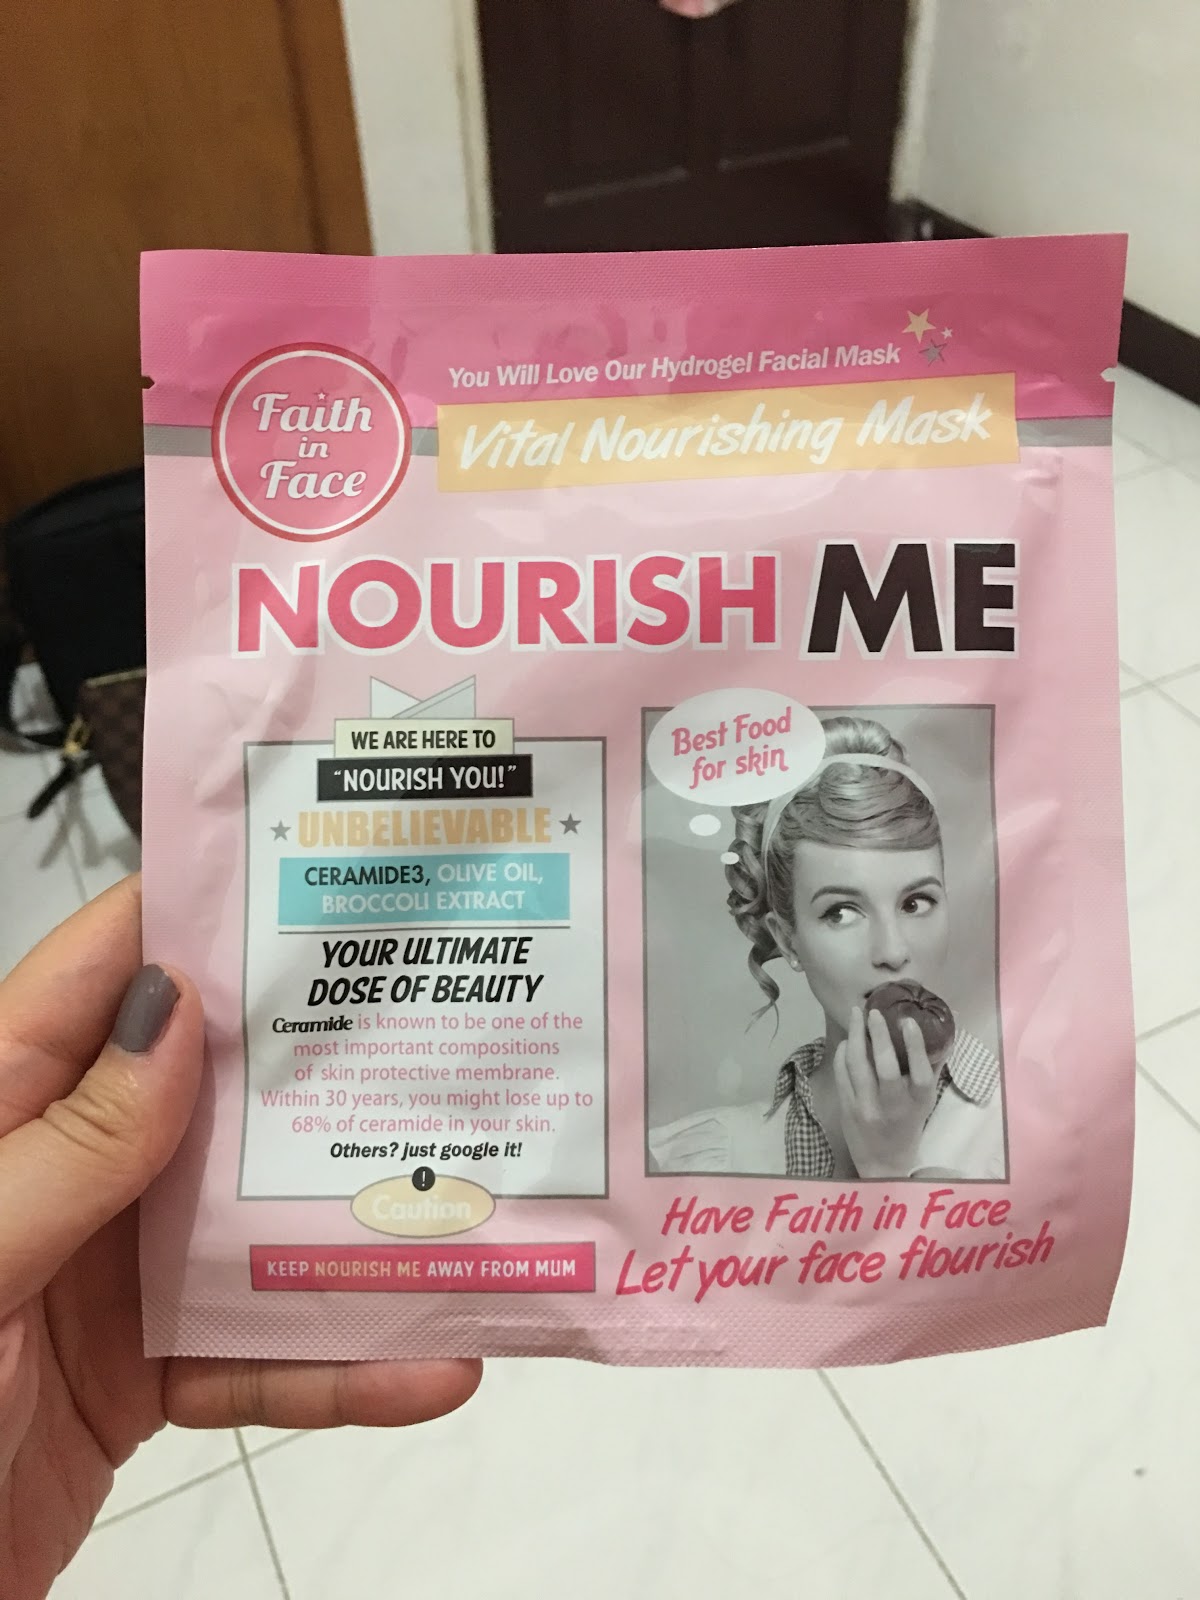 Faith
in
Face
You Will Love Our Hydrogel Facial Mask
Vital Nourishing Mask
NOURISH ME
WE ARE HERE TO
"NOURISH YOU!"
UNBELIEVABLE
CERAMIDE3, OLIVE OIL,
BROCCOLI EXTRACT
YOUR ULTIMATE
DOSE OF BEAUTY
Ceramide is known to be one of the
most important compositions
of skin protective membrane.
Within 30 years, you might lose up to
68% of ceramide in your skin.
Others? just google it!
!
Caution
KEEP NOURISH ME AWAY FROM MUM
Best Food
for skin
Have Faith in Face
Let your face flourish